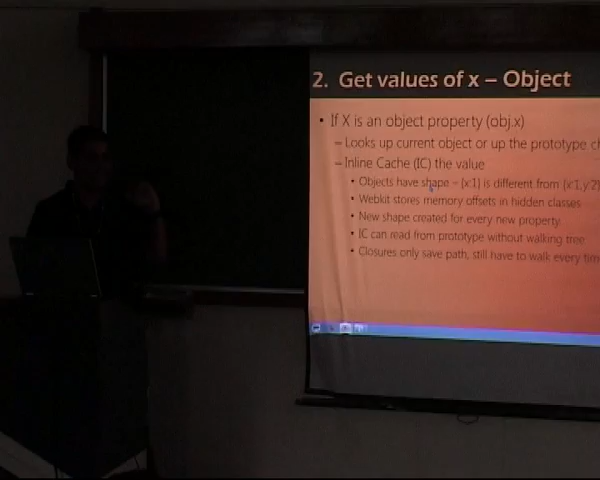 2. Get values of x – Object
• If X is an object property (obj.x)
– Looks up current object or up the prototype
– Inline Cache (IC) the value
• Objects have shape – {x:1} is different from {x:1,y:2}
• Webkit stores memory offsets in hidden classes
• New shape created for every new property
• IC can read from prototype without walking tree
• Closures only save path, still have to walk every